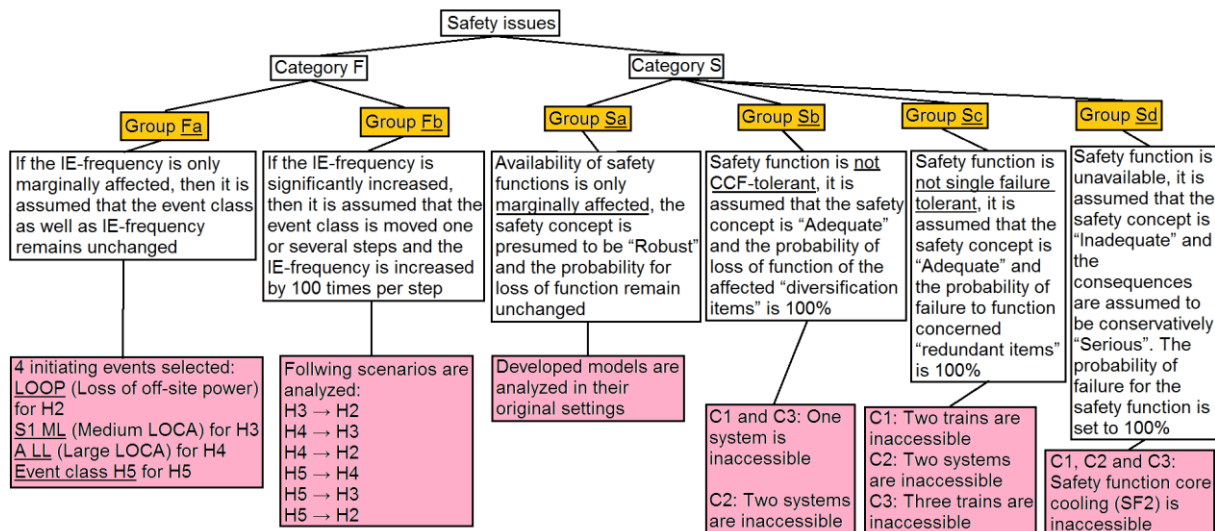 Safety issues
Category F
Category S
Group Fa
Group Fb
Group Sa
Group Sb
Group Sc
Group Sd
If the IE-frequency is only
marginally affected, then it is
assumed that the event class
as well as IE-frequency
remains unchanged
If the IE-frequency is
significantly increased,
then it is assumed that the
event class is moved one
or several steps and the
IE-frequency is increased
by 100 times per step
Availability of safety
functions is only
marginally affected, the
safety concept is
presumed to be “Robust”
and the probability for
loss of function remain
unchanged
Safety function is not
CCF-tolerant, it is
assumed that the safety
concept is “Adequate”
and the probability of
loss of function of the
affected “diversification
items” is 100%
Safety function is
not single failure
tolerant, it is
assumed that the
safety concept is
“Adequate” and
the probability of
failure to function
concerned
“redundant items”
is 100%
Safety function is
unavailable, it is
assumed that the
safety concept is
“Inadequate” and
the
consequences
are assumed to
be conservatively
“Serious”. The
probability of
failure for the
safety function is
set to 100%
4 initiating events selected:
LOOP (Loss of off-site power)
for H2
S1 ML (Medium LOCA) for H3
A LL (Large LOCA) for H4
Event class H5 for H5
Follwing scenarios are
analyzed:
H3 → H2
H4 → H3
H4 → H2
H5 → H4
H5 → H3
H5 → H2
Developed models are
analyzed in their
original settings
C1 and C3: One
system is
inaccessible
C2: Two systems
are inaccessible
C1: Two trains are
inaccessible
C2: Two systems
are inaccessible
C3: Three trains are
inaccessible
C1, C2 and C3:
Safety function core
cooling (SF2) is
inaccessible